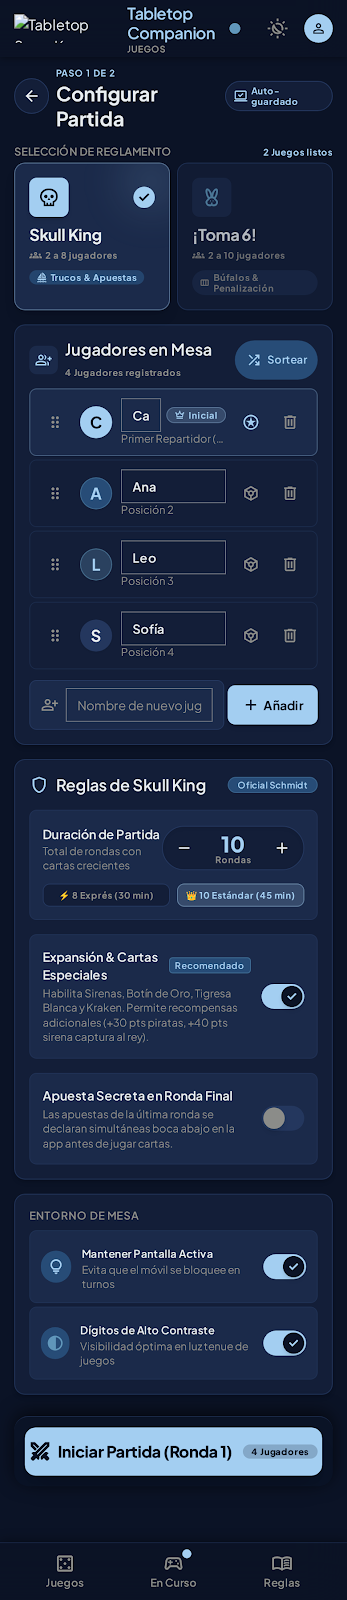 Tabletop
Tabletop
Companion
JUEGOS
PASO 1 DE 2
Configurar
Partida
Auto-
guardado
SELECCIÓN DE REGLAMENTO
2 Juegos listos
Skull King
2 a 8 jugadores
Trucos & Apuestas
¡Toma 6!
2 a 10 jugadores
Búfalos &
Penalización
Jugadores en Mesa
4 Jugadores registrados
Sortear
C
Ca
Inicial
Primer Repartidor (...
A
Ana
Posición 2
L
Leo
Posición 3
S
Sofía
Posición 4
Nombre de nuevo jug
+ Añadir
Reglas de Skull King
Oficial Schmidt
Duración de Partida
Total de rondas con
cartas crecientes
− 10 +
Rondas
⚡ 8 Exprés (30 min)
👑 10 Estándar (45 min)
Expansión & Cartas
Especiales
Recomendado
Habilita Sirenas, Botín de Oro, Tigresa
Blanca y Kraken. Permite recompensas
adicionales (+30 pts piratas, +40 pts
sirena captura al rey).
Apuesta Secreta en Ronda Final
Las apuestas de la última ronda se
declaran simultáneas boca abajo en la
app antes de jugar cartas.
ENTORNO DE MESA
Mantener Pantalla Activa
Evita que el móvil se bloquee en
turnos
Dígitos de Alto Contraste
Visibilidad óptima en luz tenue de
juegos
Iniciar Partida (Ronda 1)
4 Jugadores
Juegos
En Curso
Reglas